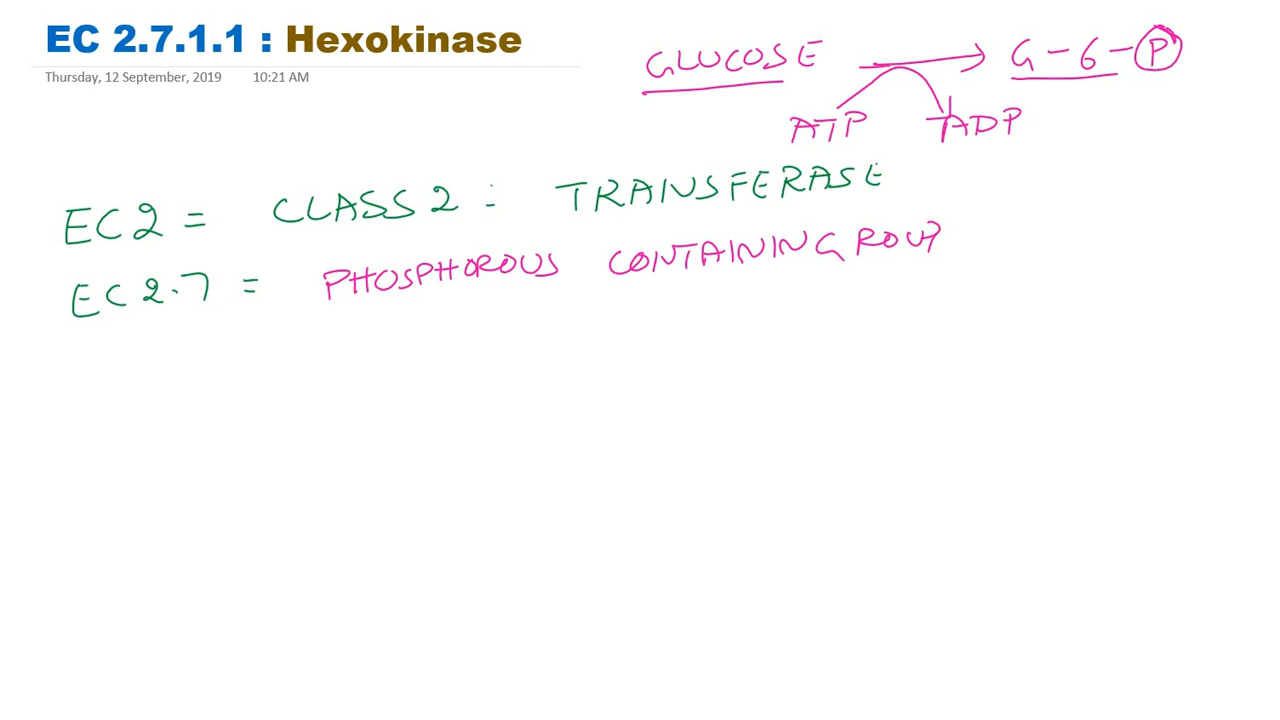 EC 2.7.1.1 : Hexokinase
Thursday, 12 September, 2019 10:21 AM
GLUCOSE → G-6-P
ATP ADP
EC2 = CLASS 2 : TRANSFERASE
EC 2.7 = PHOSPHOROUS CONTAINING ROUP